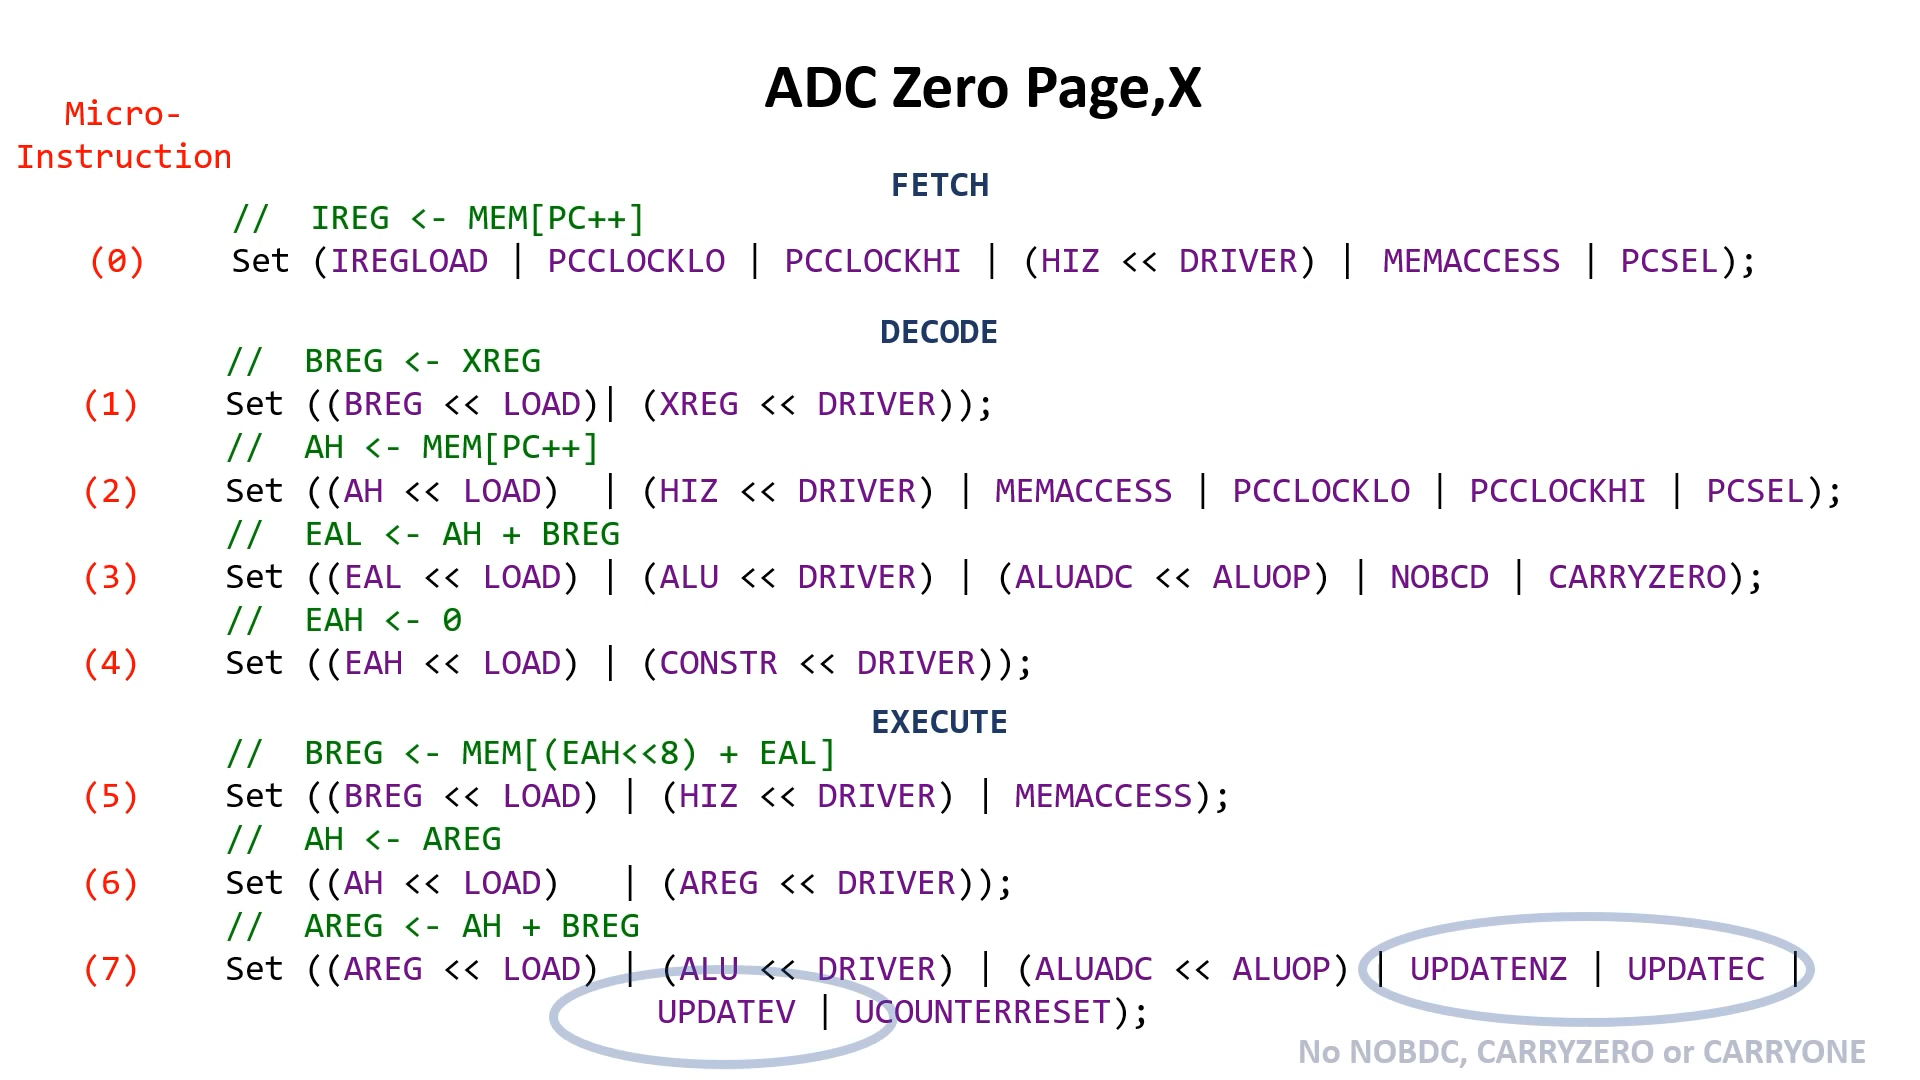 ADC Zero Page,X
Micro-
Instruction
FETCH
//  IREG <- MEM[PC++]
(0) Set (IREGLOAD | PCCLOCKLO | PCCLOCKHI | (HIZ << DRIVER) | MEMACCESS | PCSEL);
DECODE
//  BREG <- XREG
(1) Set ((BREG << LOAD)| (XREG << DRIVER));
//  AH <- MEM[PC++]
(2) Set ((AH << LOAD)  | (HIZ << DRIVER) | MEMACCESS | PCCLOCKLO | PCCLOCKHI | PCSEL);
//  EAL <- AH + BREG
(3) Set ((EAL << LOAD) | (ALU << DRIVER) | (ALUADC << ALUOP) | NOBCD | CARRYZERO);
//  EAH <- 0
(4) Set ((EAH << LOAD) | (CONSTR << DRIVER));
EXECUTE
//  BREG <- MEM[(EAH<<8) + EAL]
(5) Set ((BREG << LOAD) | (HIZ << DRIVER) | MEMACCESS);
//  AH <- AREG
(6) Set ((AH << LOAD)   | (AREG << DRIVER));
//  AREG <- AH + BREG
(7) Set ((AREG << LOAD) | (ALU << DRIVER) | (ALUADC << ALUOP) | UPDATENZ | UPDATEC |
UPDATEV | UCOUNTERRESET);
No NOBDC, CARRYZERO or CARRYONE